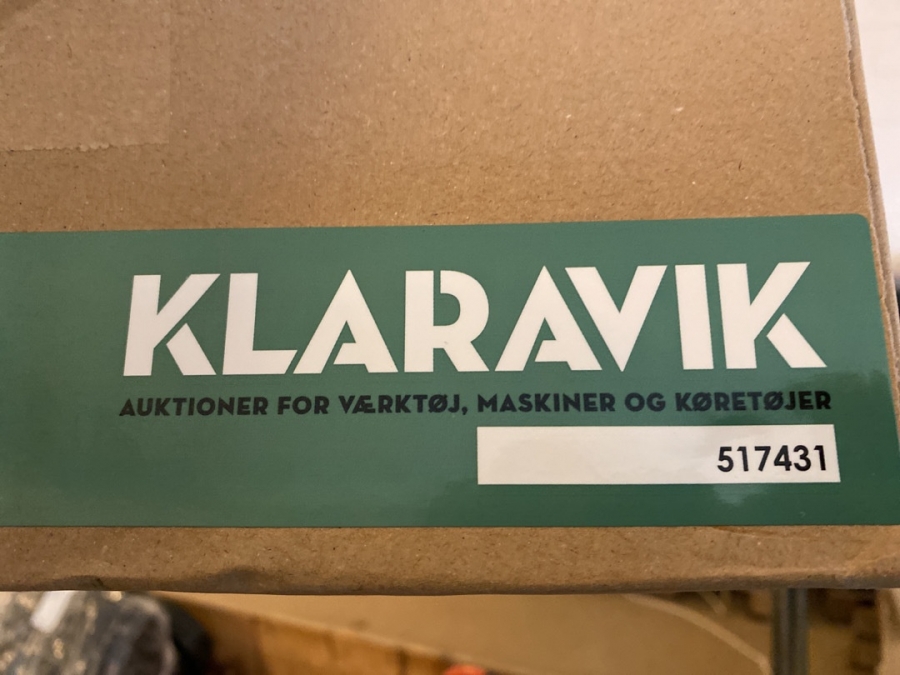 KLARAVIK
AUKTIONER FOR VÆRKTØJ, MASKINER OG KØRETØJER
517431